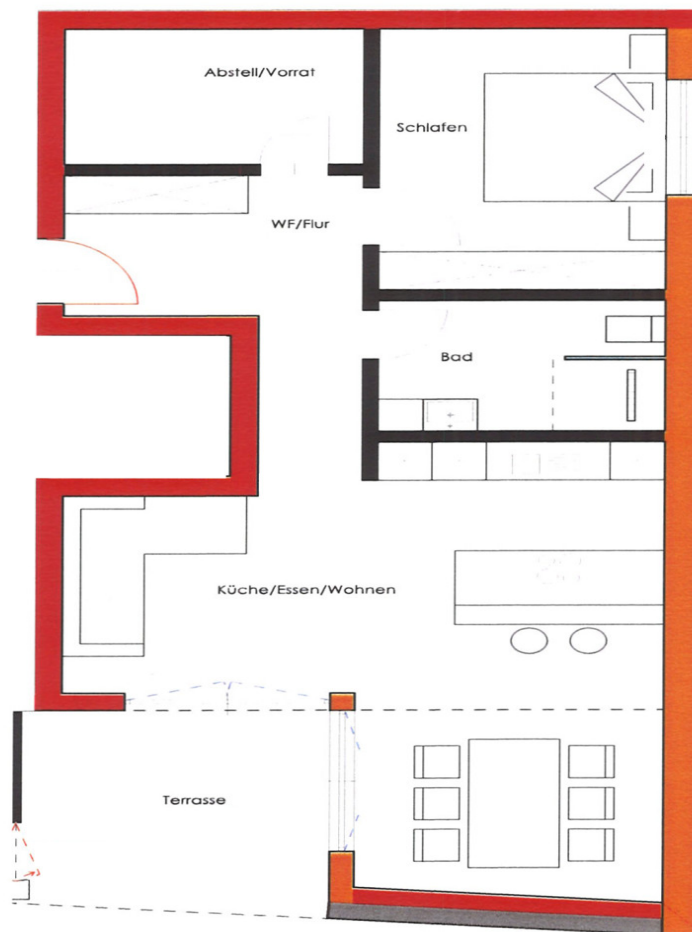 Abstell/Vorrat
Schlafen
WF/Flur
Bad
Küche/Essen/Wohnen
Terrasse